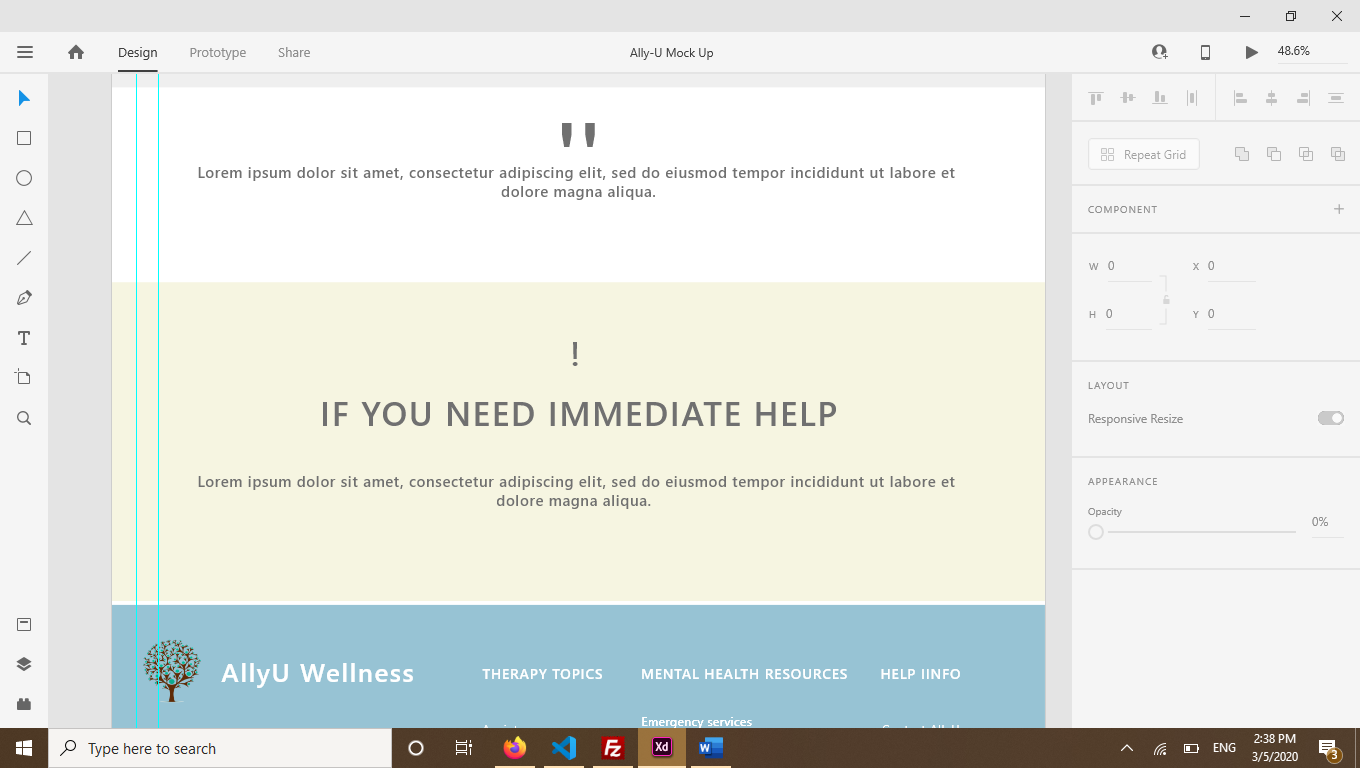 Design
Prototype
Share
Ally-U Mock Up
48.6%
"
Lorem ipsum dolor sit amet, consectetur adipiscing elit, sed do eiusmod tempor incididunt ut labore et
dolore magna aliqua.
!
IF YOU NEED IMMEDIATE HELP
Lorem ipsum dolor sit amet, consectetur adipiscing elit, sed do eiusmod tempor incididunt ut labore et
dolore magna aliqua.
AllyU Wellness
THERAPY TOPICS
MENTAL HEALTH RESOURCES
HELP IINFO
Emergency services
Repeat Grid
COMPONENT
W 0
X 0
H 0
Y 0
LAYOUT
Responsive Resize
APPEARANCE
Opacity
0%
Type here to search
Fz
Xd
W
ENG
2:38 PM
3/5/2020
3